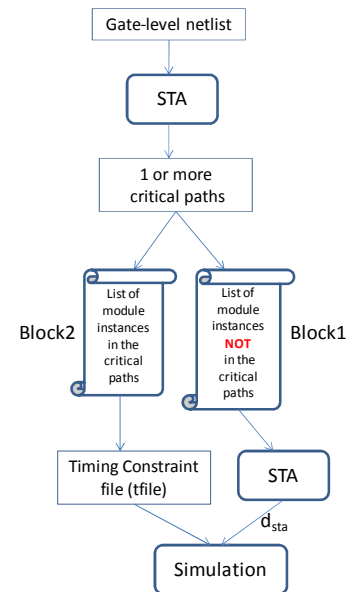 Gate-level netlist
STA
1 or more
critical paths
Block2
List of
module
instances
in the
critical
paths
List of
module
instances
NOT
in the
critical
paths
Block1
Timing Constraint
file (tfile)
STA
dsta
Simulation